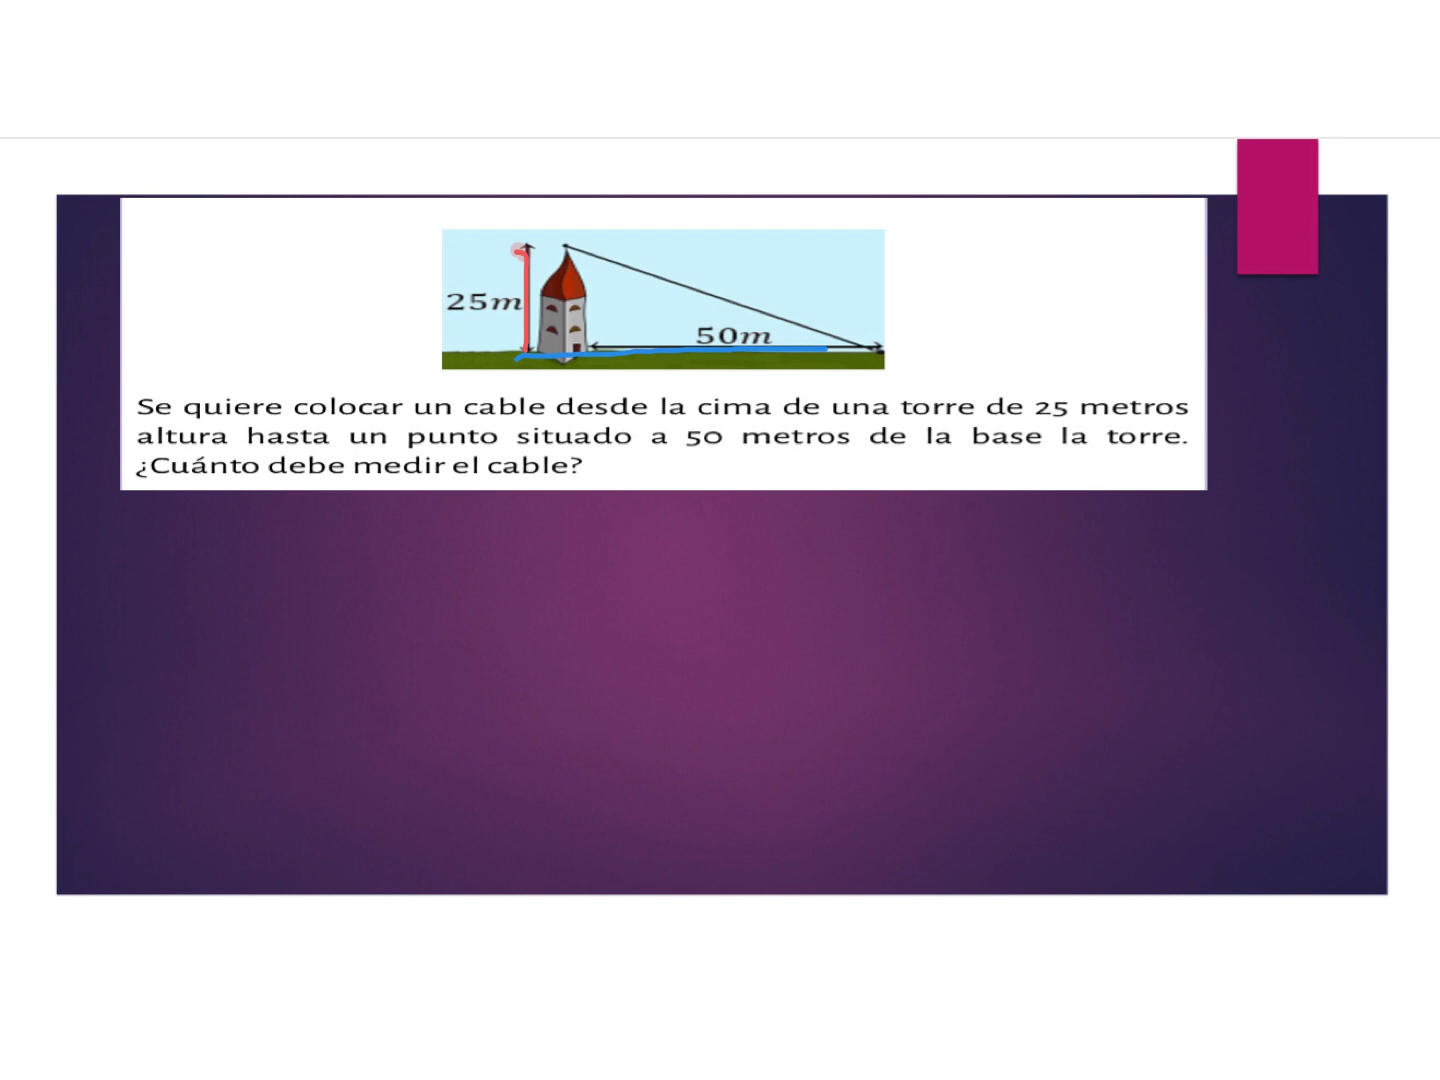 25m
50m
Se quiere colocar un cable desde la cima de una torre de 25 metros
altura hasta un punto situado a 50 metros de la base la torre.
¿Cuánto debe medir el cable?